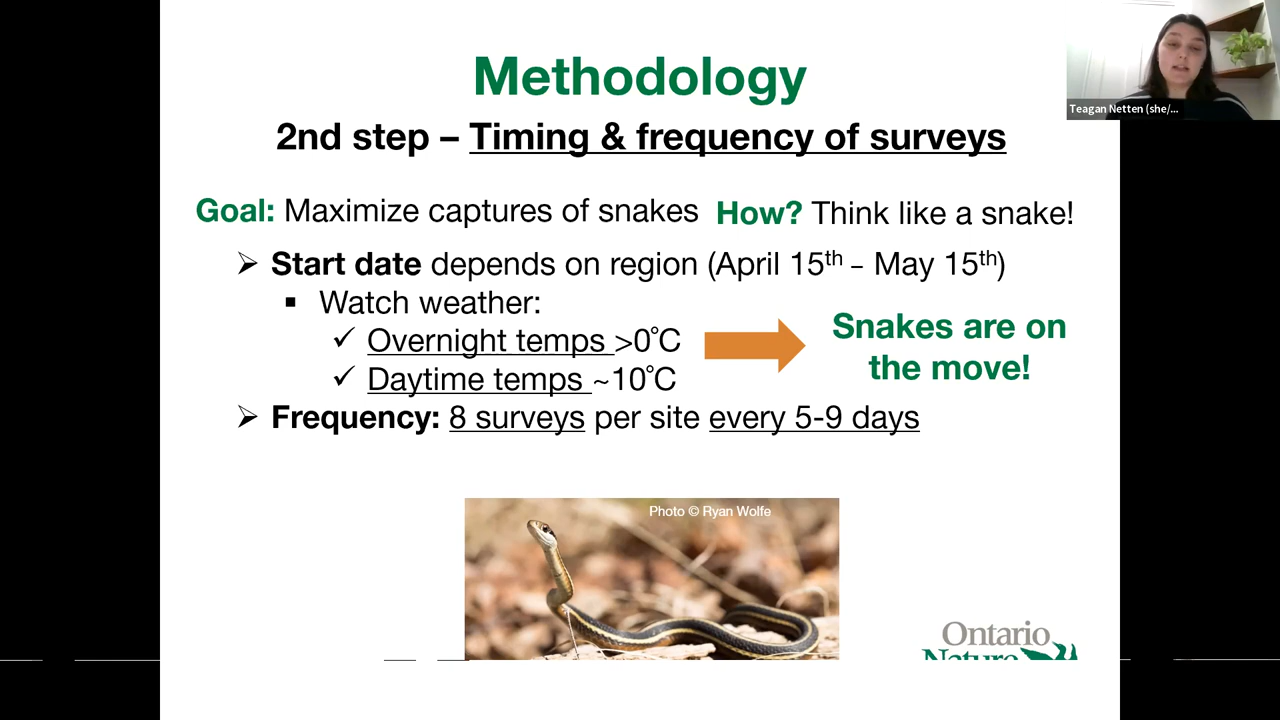 Methodology
Teagan Netten (she/...
2nd step – Timing & frequency of surveys
Goal: Maximize captures of snakes How? Think like a snake!
➢ Start date depends on region (April 15th – May 15th)
▪ Watch weather:
✓ Overnight temps >0°C
✓ Daytime temps ~10°C
Snakes are on
the move!
➢ Frequency: 8 surveys per site every 5-9 days
Photo © Ryan Wolfe
Ontario
Nature